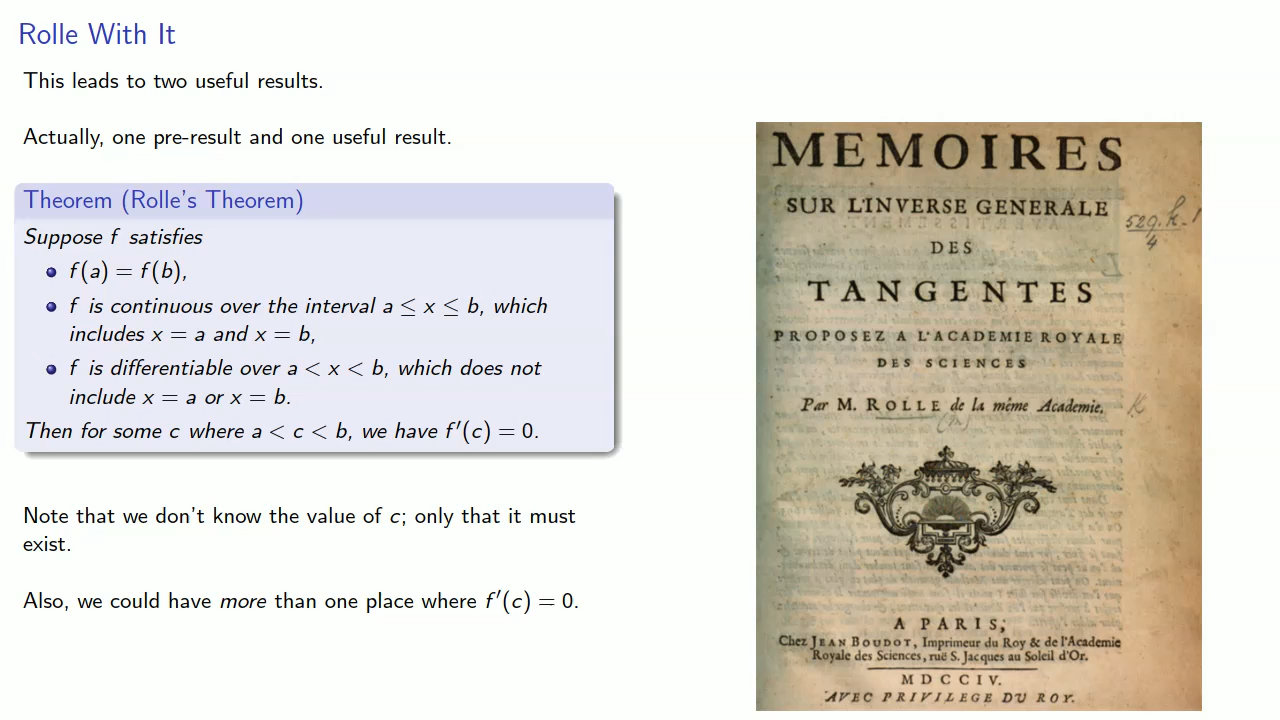 Rolle With It
This leads to two useful results.
Actually, one pre-result and one useful result.
Theorem (Rolle's Theorem)
Suppose f satisfies
f(a) = f(b),
f is continuous over the interval a ≤ x ≤ b, which
includes x = a and x = b,
f is differentiable over a < x < b, which does not
include x = a or x = b.
Then for some c where a < c < b, we have f′(c) = 0.
Note that we don't know the value of c; only that it must
exist.
Also, we could have more than one place where f′(c) = 0.
MEMOIRES
SUR L'INVERSE GENERALE
DES
TANGENTES
PROPOSEZ A L'ACADEMIE ROYALE
DES SCIENCES
Par M. ROLLE de la même Academie.
A PARIS;
Chez JEAN BOUDOT, Imprimeur du Roy & de l'Academie
Royale des Sciences, ruë S. Jacques au Soleil d'Or.
MDCCIV.
AVEC PRIVILEGE DU ROY.